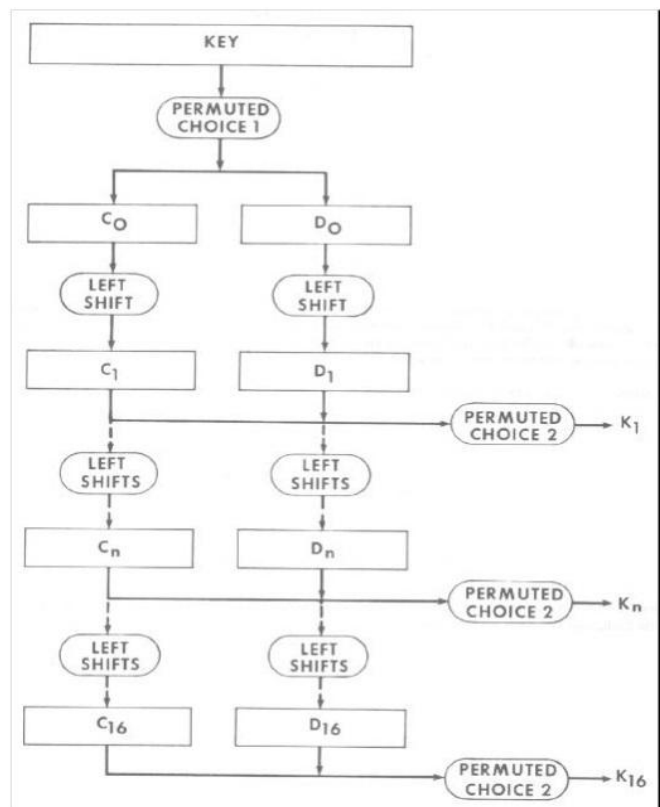 KEY
PERMUTED
CHOICE 1
C0
D0
LEFT
SHIFT
LEFT
SHIFT
C1
D1
PERMUTED
CHOICE 2
K1
LEFT
SHIFTS
LEFT
SHIFTS
Cn
Dn
PERMUTED
CHOICE 2
Kn
LEFT
SHIFTS
LEFT
SHIFTS
C16
D16
PERMUTED
CHOICE 2
K16